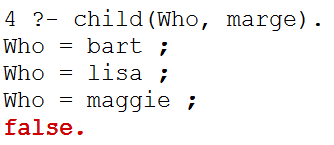 4 ?- child(Who, marge).
Who = bart ;
Who = lisa ;
Who = maggie ;
false.